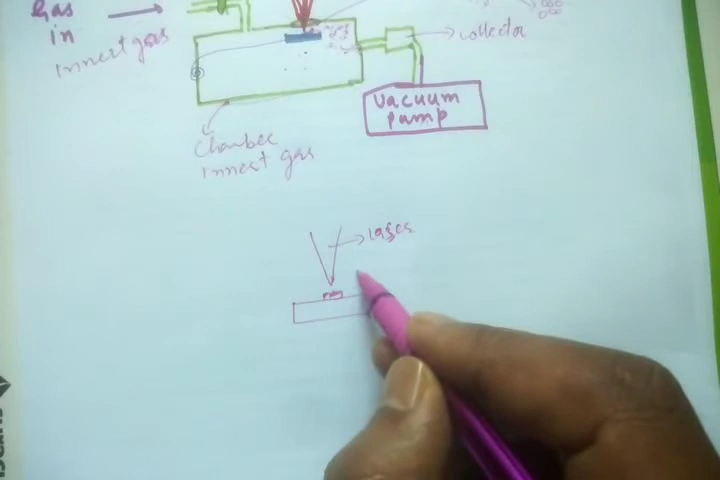 Gas
in
Innert gas
collector
Vacuum
pump
Chamber
Innert gas
laser